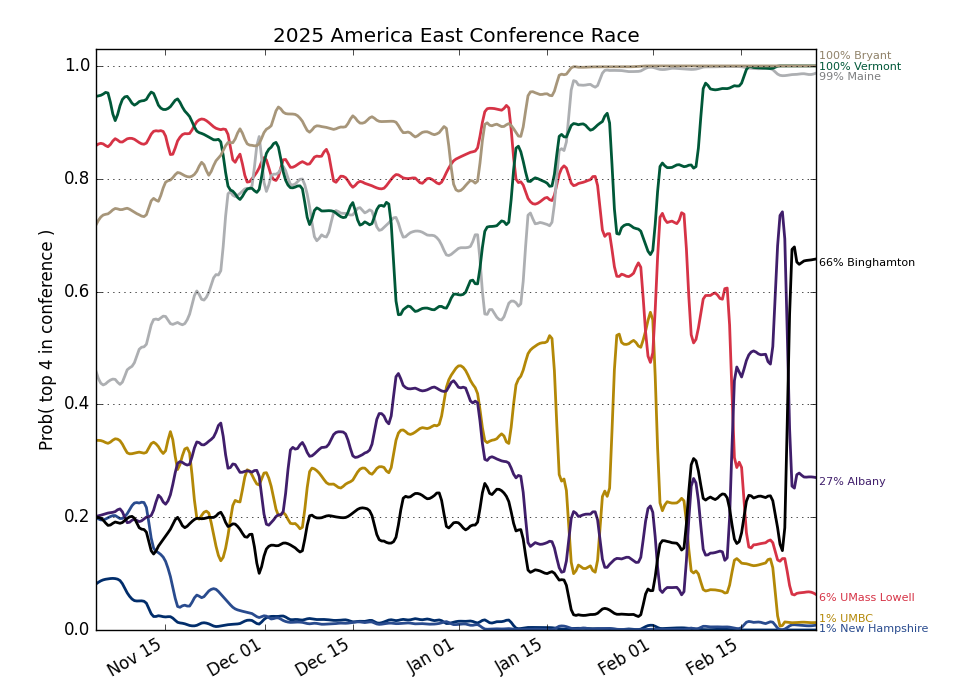 2025 America East Conference Race
Prob( top 4 in conference )
1.0
0.8
0.6
0.4
0.2
0.0
Nov 15
Dec 01
Dec 15
Jan 01
Jan 15
Feb 01
Feb 15
100% Bryant
100% Vermont
99% Maine
66% Binghamton
27% Albany
6% UMass Lowell
1% UMBC
1% New Hampshire